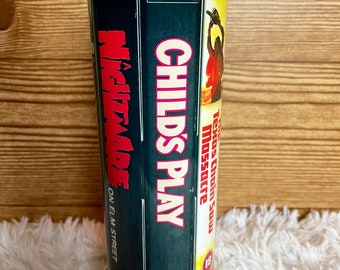 A
NIGHTMARE
ON ELM STREET
CHILD'S PLAY
Texas Chain Saw
Massacre